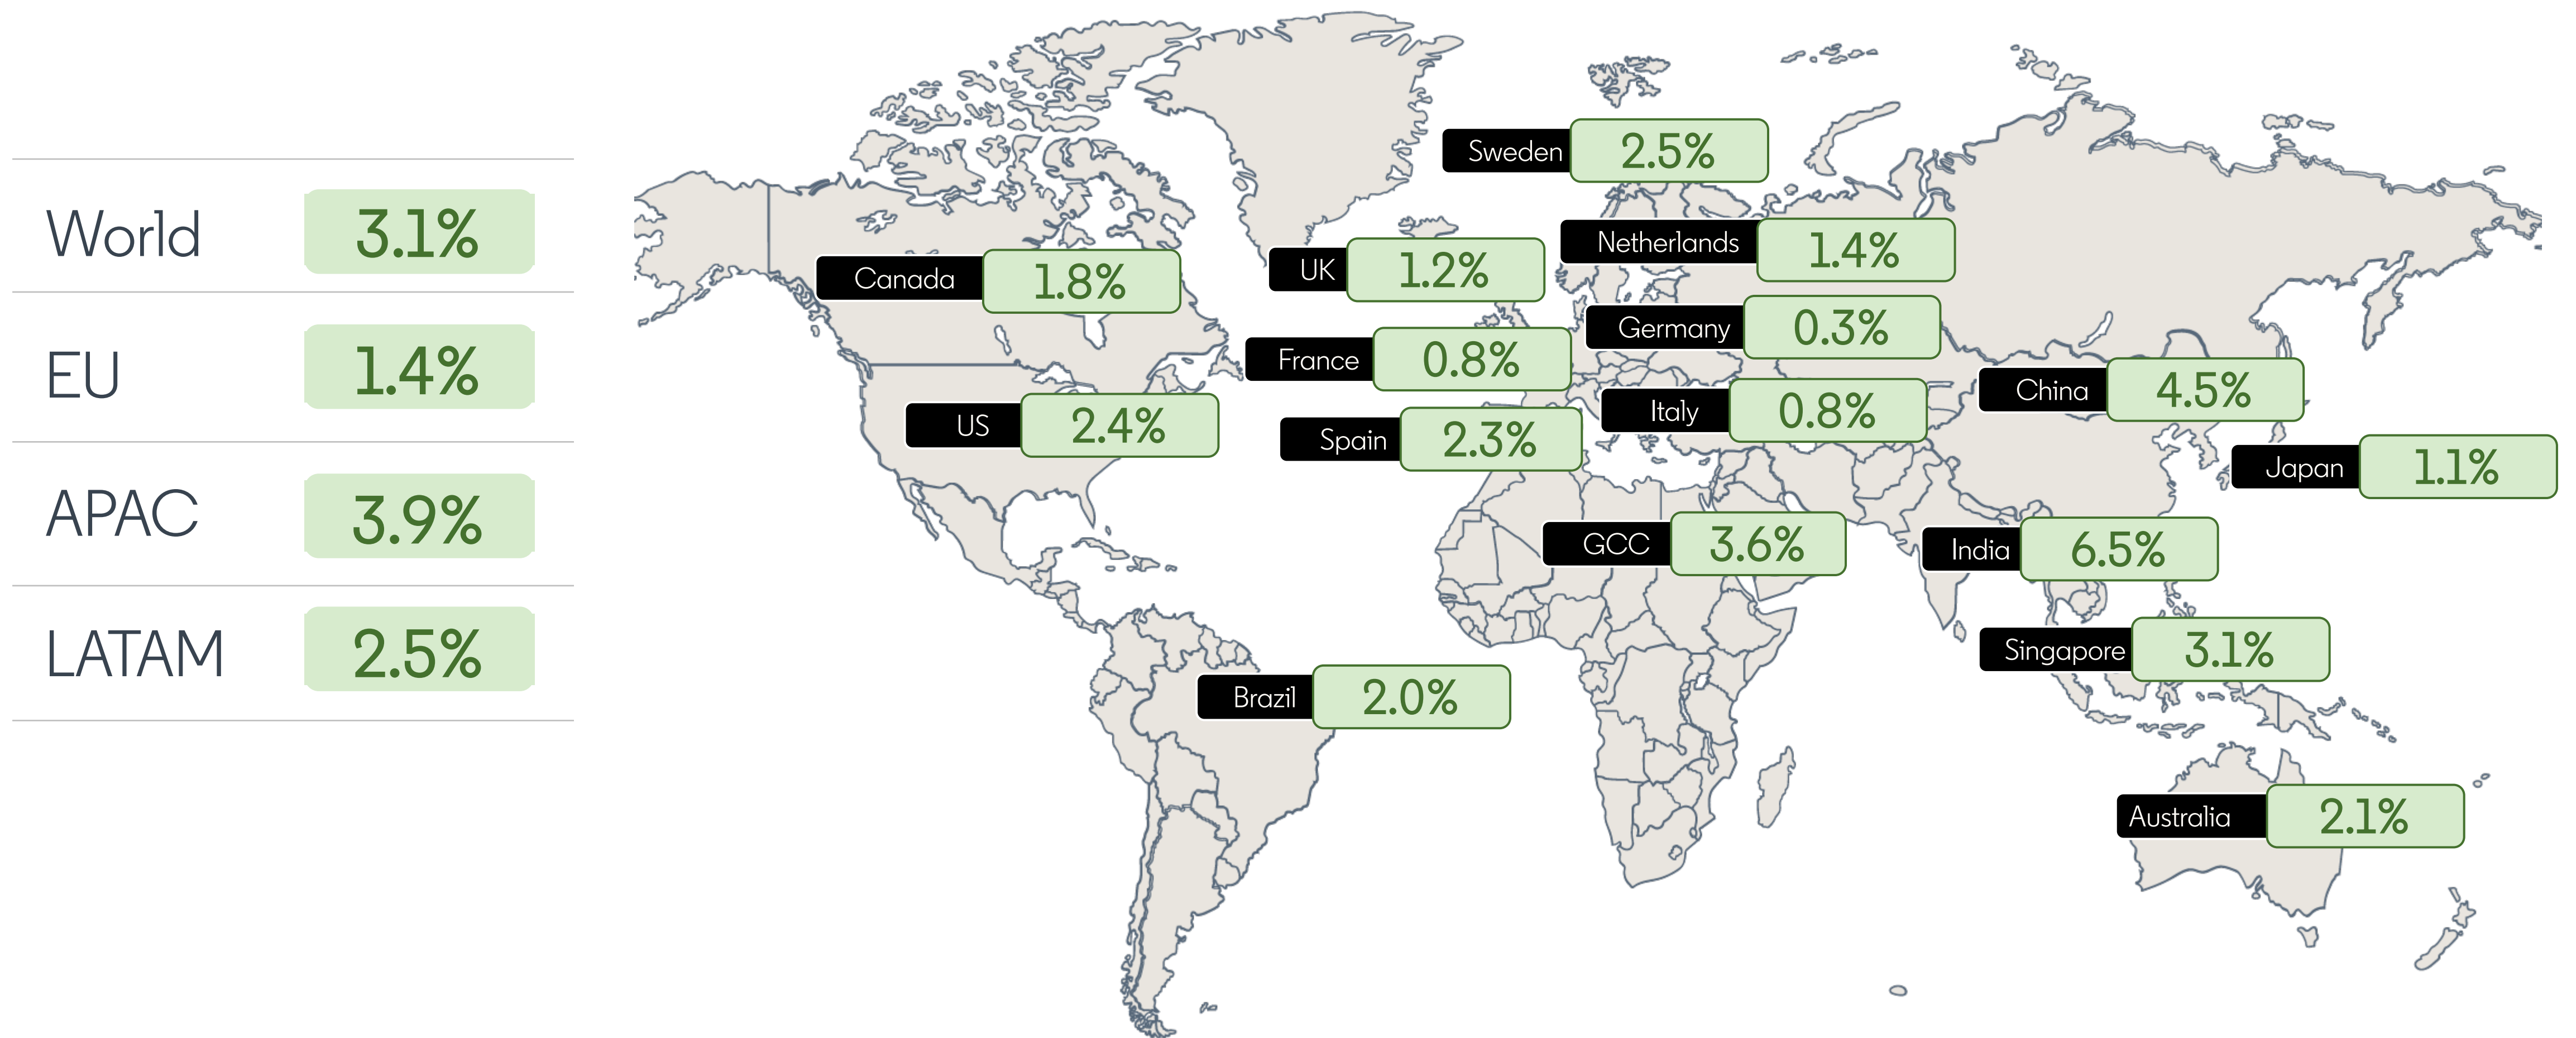 World 3.1%
EU 1.4%
APAC 3.9%
LATAM 2.5%
Sweden 2.5%
Netherlands 1.4%
UK 1.2%
Canada 1.8%
Germany 0.3%
France 0.8%
China 4.5%
Italy 0.8%
US 2.4%
Spain 2.3%
Japan 1.1%
GCC 3.6%
India 6.5%
Singapore 3.1%
Brazil 2.0%
Australia 2.1%